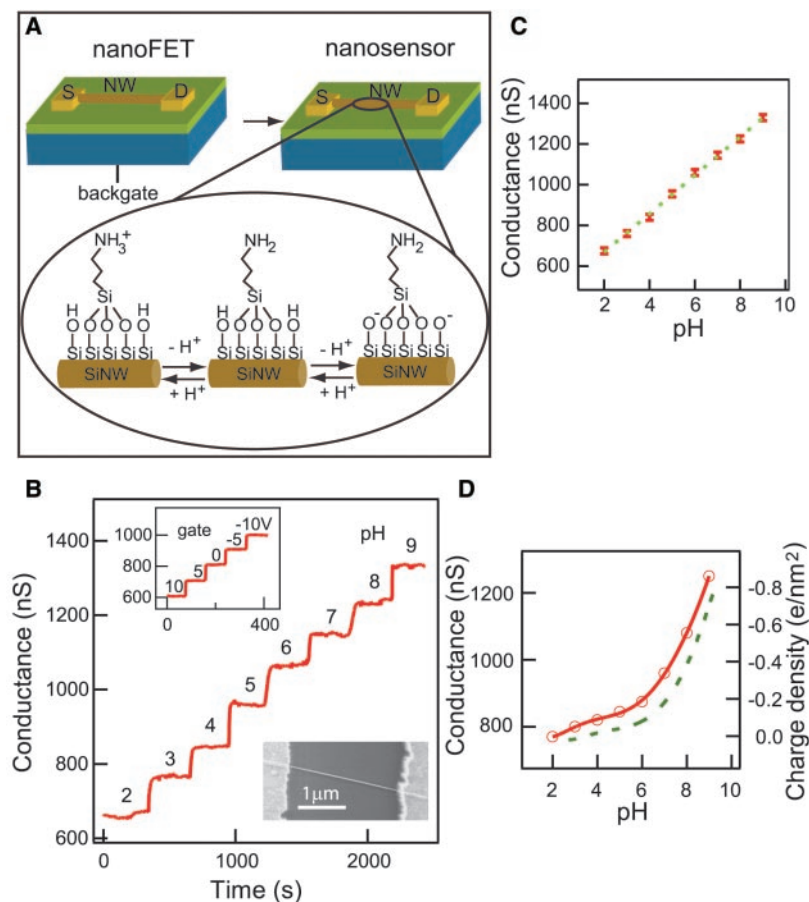 A
nanoFET
nanosensor
S NW D
S NW D
backgate
NH3+
NH2
NH2
Si
Si
Si
H H
H H
O O O O O
O O O O O
O- O O O O-
Si Si Si Si Si
Si Si Si Si Si
Si Si Si Si Si
- H+
- H+
SiNW
SiNW
SiNW
+ H+
+ H+
C
Conductance (nS)
1400
1200
1000
800
600
0 2 4 6 8 10
pH
B
Conductance (nS)
1400
1200
1000
800
600
gate
1000
800
600
10
5
0
-5
-10V
0 400
pH
2
3
4
5
6
7
8
9
1μm
0 1000 2000
Time (s)
D
Conductance (nS)
1200
1000
800
Charge density (e/nm2)
-0.8
-0.6
-0.4
-0.2
0.0
2 4 6 8 10
pH